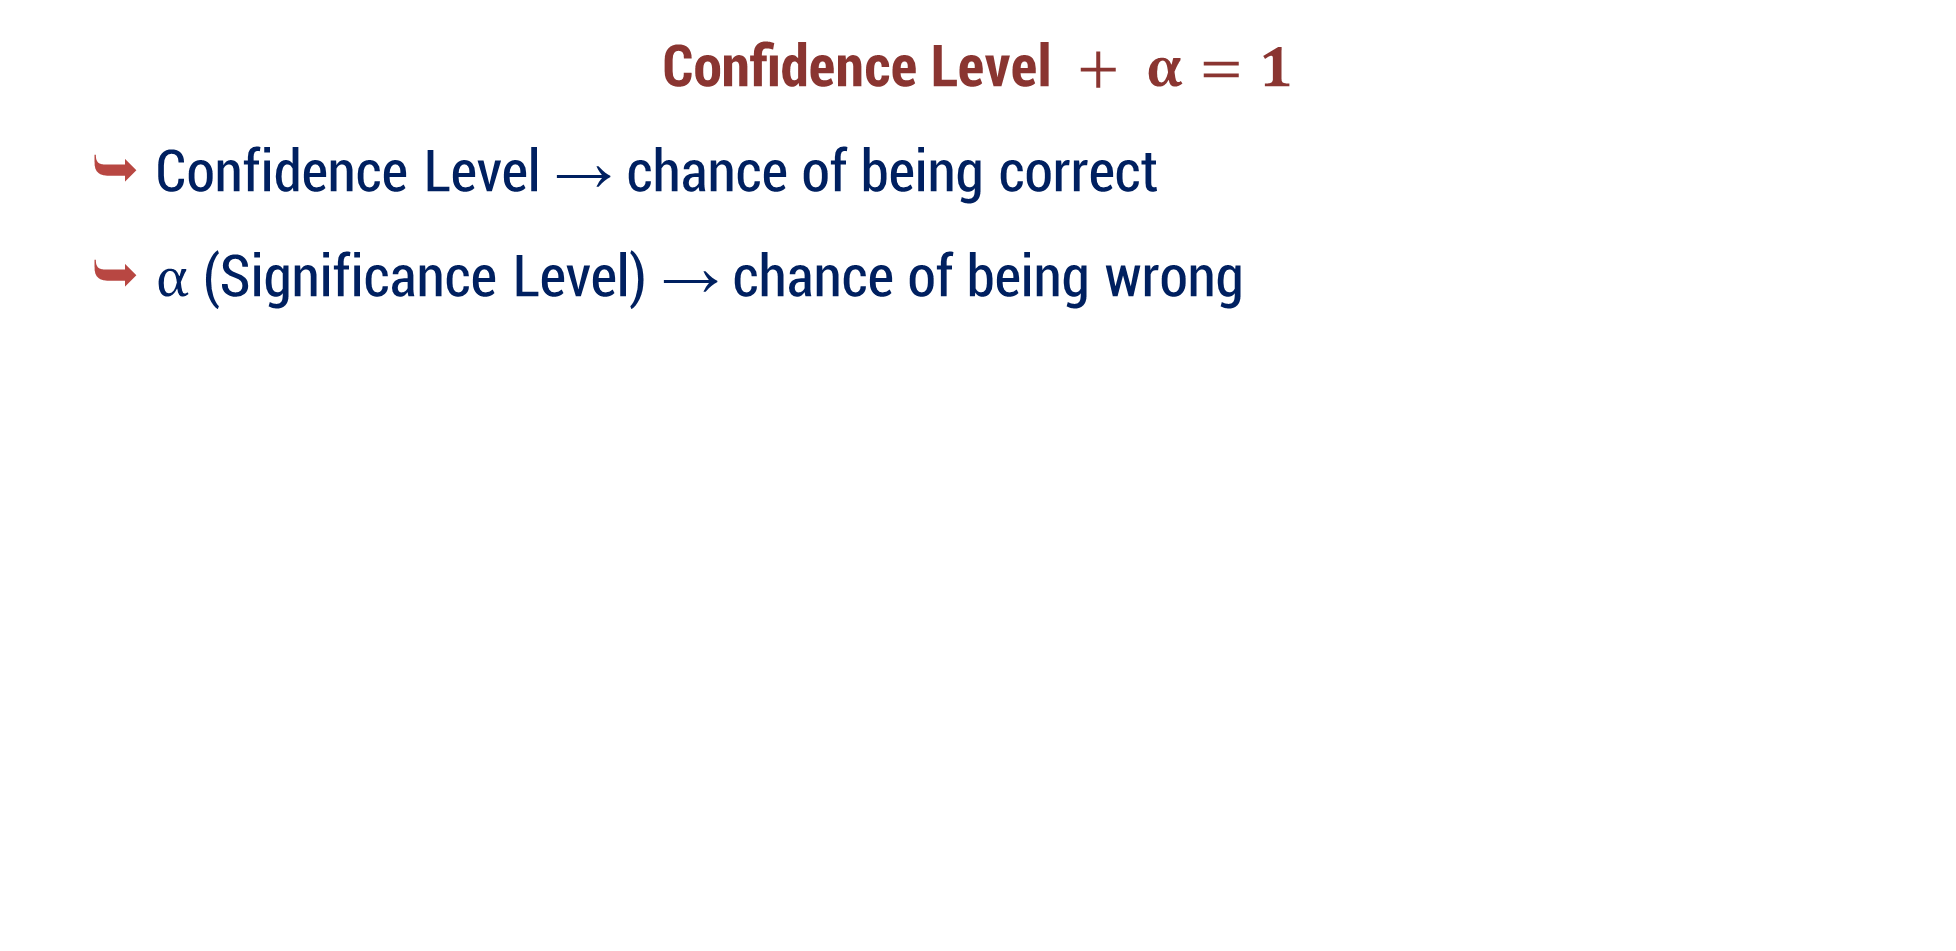 Confidence Level + α = 1
➥ Confidence Level → chance of being correct
➥ α (Significance Level) → chance of being wrong